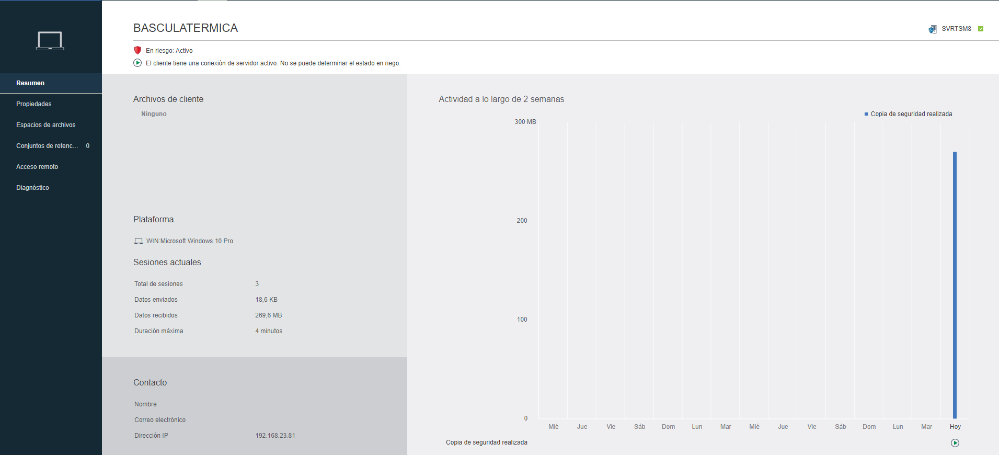 BASCULATERMICA
SVRTSM8
En riesgo: Activo
El cliente tiene una conexión de servidor activo. No se puede determinar el estado en riego.
Resumen
Propiedades
Espacios de archivos
Conjuntos de retenc... 0
Acceso remoto
Diagnóstico
Archivos de cliente
Ninguno
Plataforma
WIN:Microsoft Windows 10 Pro
Sesiones actuales
Total de sesiones 3
Datos enviados 18,6 KB
Datos recibidos 269,6 MB
Duración máxima 4 minutos
Contacto
Nombre
Correo electrónico
Dirección IP 192.168.23.81
Actividad a lo largo de 2 semanas
Copia de seguridad realizada
300 MB
200
100
0
Mié Jue Vie Sáb Dom Lun Mar Mié Jue Vie Sáb Dom Lun Mar Hoy
Copia de seguridad realizada